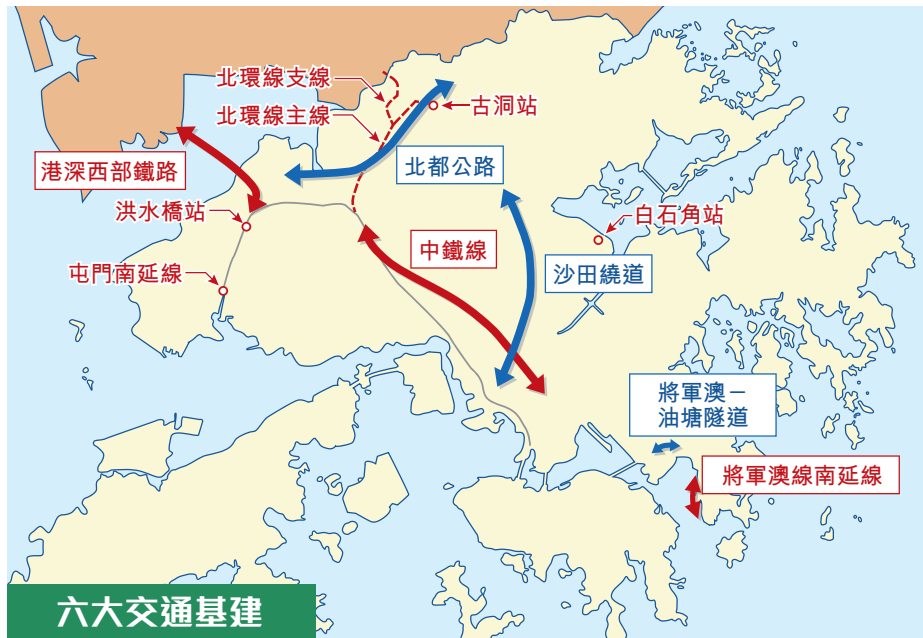 北環線支線
北環線主線
古洞站
港深西部鐵路
北都公路
洪水橋站
白石角站
中鐵線
屯門南延線
沙田繞道
將軍澳－
油塘隧道
將軍澳線南延線
六大交通基建